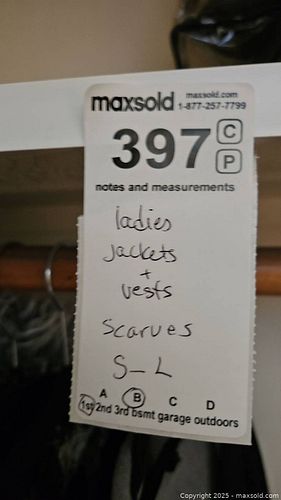 maxsold maxsold.com
1-877-257-7799
397 C
P
notes and measurements
ladies
jackets
+
vests
scarves
S-L
A B C D
1st 2nd 3rd bsmt garage outdoors
Copyright 2025 - maxsold.com